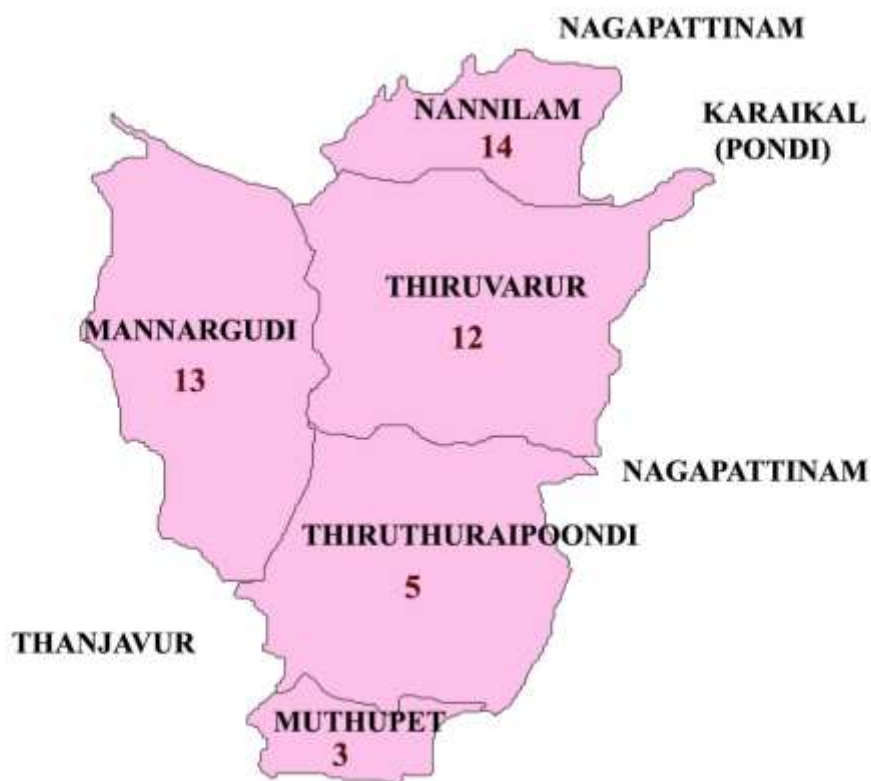 NAGAPATTINAM
NANNILAM
14
KARAIKAL
(PONDI)
THIRUVARUR
12
MANNARGUDI
13
NAGAPATTINAM
THIRUTHURAIPOONDI
5
THANJAVUR
MUTHUPET
3